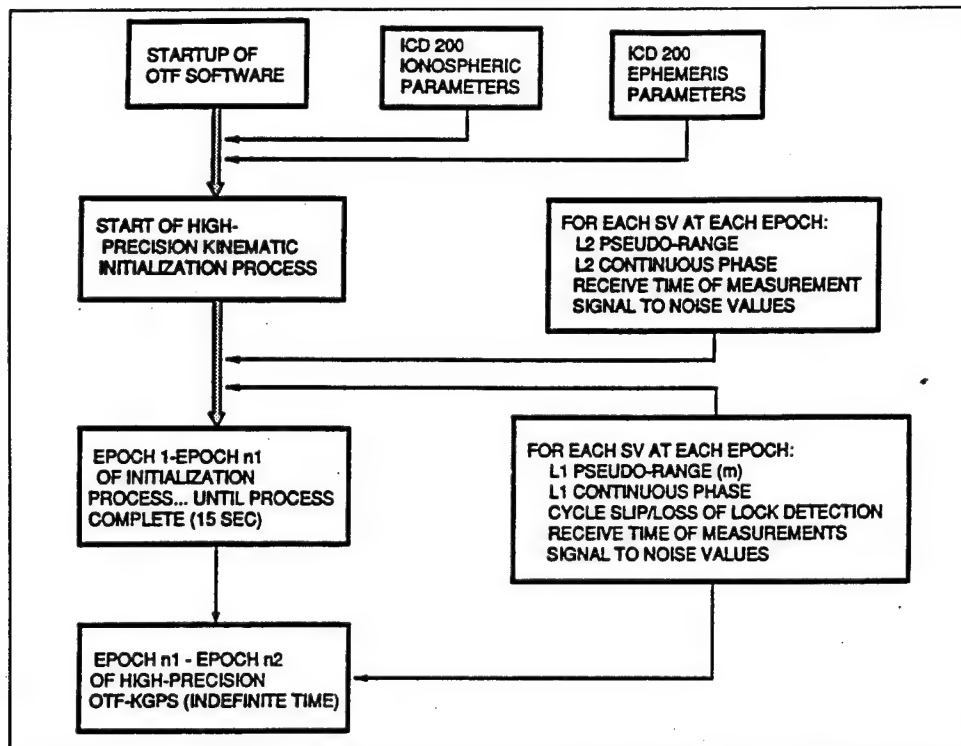 STARTUP OF
OTF SOFTWARE
ICD 200
IONOSPHERIC
PARAMETERS
ICD 200
EPHEMERIS
PARAMETERS
START OF HIGH-
PRECISION KINEMATIC
INITIALIZATION PROCESS
FOR EACH SV AT EACH EPOCH:
L2 PSEUDO-RANGE
L2 CONTINUOUS PHASE
RECEIVE TIME OF MEASUREMENT
SIGNAL TO NOISE VALUES
EPOCH 1-EPOCH n1
OF INITIALIZATION
PROCESS... UNTIL PROCESS
COMPLETE (15 SEC)
FOR EACH SV AT EACH EPOCH:
L1 PSEUDO-RANGE (m)
L1 CONTINUOUS PHASE
CYCLE SLIP/LOSS OF LOCK DETECTION
RECEIVE TIME OF MEASUREMENTS
SIGNAL TO NOISE VALUES
EPOCH n1 - EPOCH n2
OF HIGH-PRECISION
OTF-KGPS (INDEFINITE TIME)